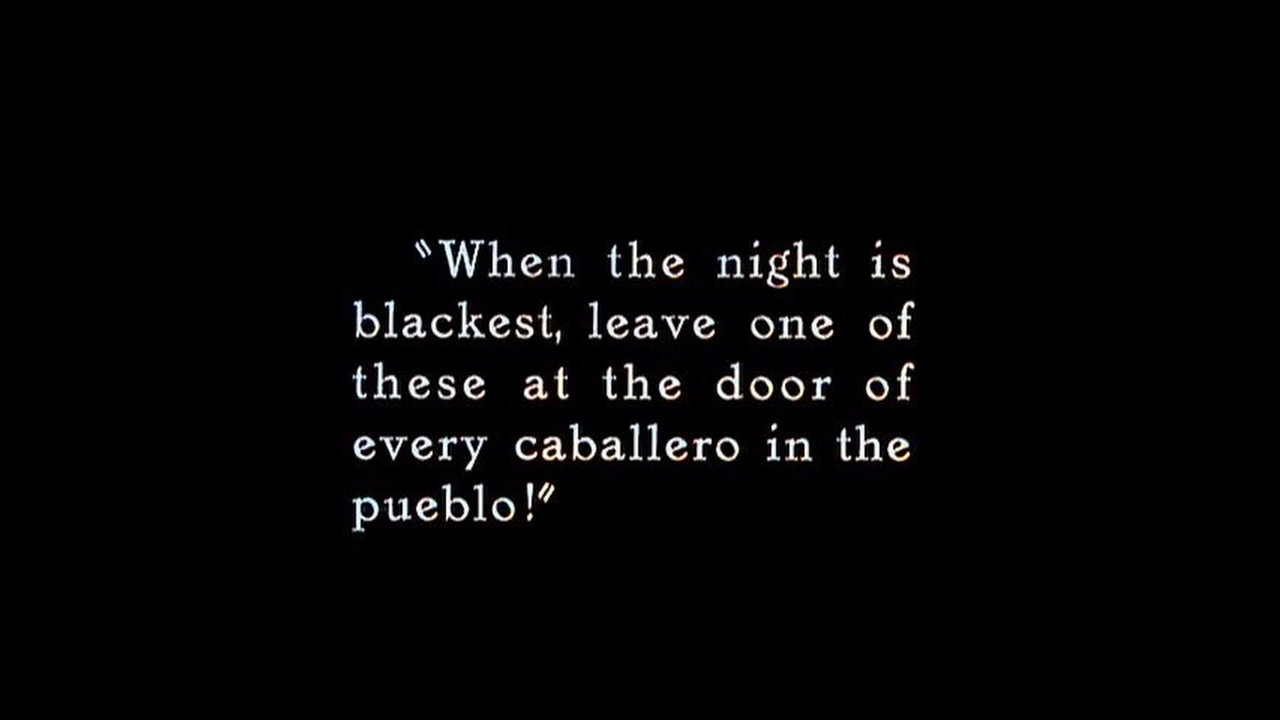 "When the night is
blackest, leave one of
these at the door of
every caballero in the
pueblo!"